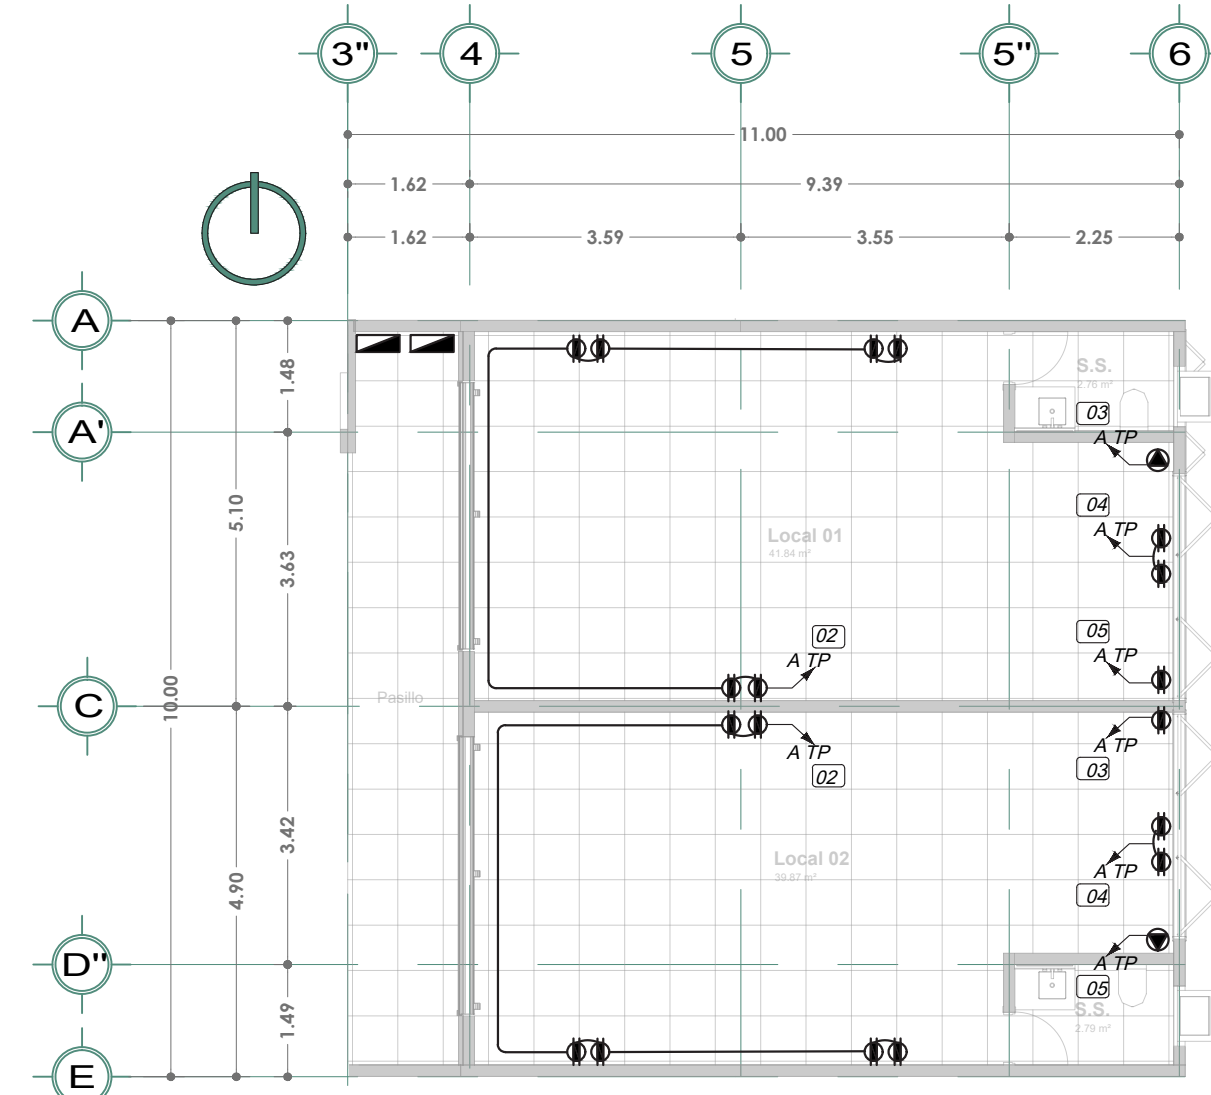 3" 4 5 5" 6
11.00
1.62 9.39
1.62 3.59 3.55 2.25
A
1.48
S.S.
2.76 m²
03
A TP
A'
04
A TP
5.10
Local 01
41.84 m²
3.63
05
A TP
02
A TP
Pasillo
C
10.00
A TP
03
A TP
02
3.42
Local 02
39.87 m²
4.90
A TP
04
D"
A TP
05
S.S.
2.79 m²
1.49
E